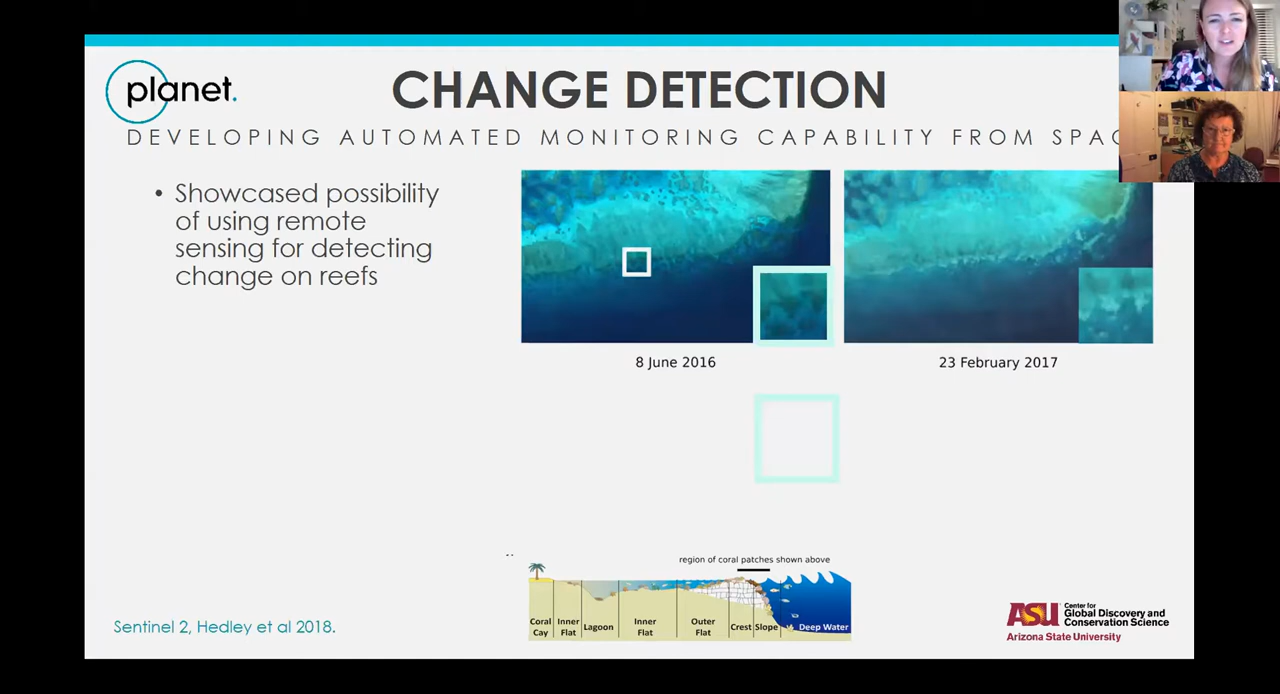 planet.
CHANGE DETECTION
DEVELOPING AUTOMATED MONITORING CAPABILITY FROM
• Showcased possibility
of using remote
sensing for detecting
change on reefs
8 June 2016
23 February 2017
region of coral patches shown above
Coral
Cay
Inner
Flat
Lagoon
Inner
Flat
Outer
Flat
Crest
Slope
Deep Water
Sentinel 2, Hedley et al 2018.
ASU Center for
Global Discovery and
Conservation Science
Arizona State University